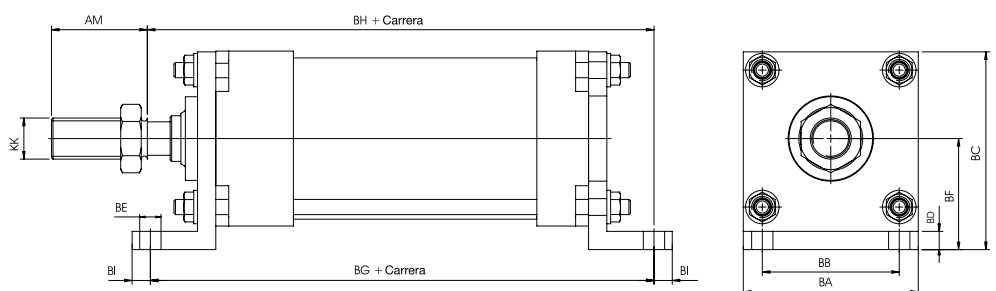 AM
BH + Carrera
KK
BE
BI
BG + Carrera
BI
BC
BF
BD
BB
BA